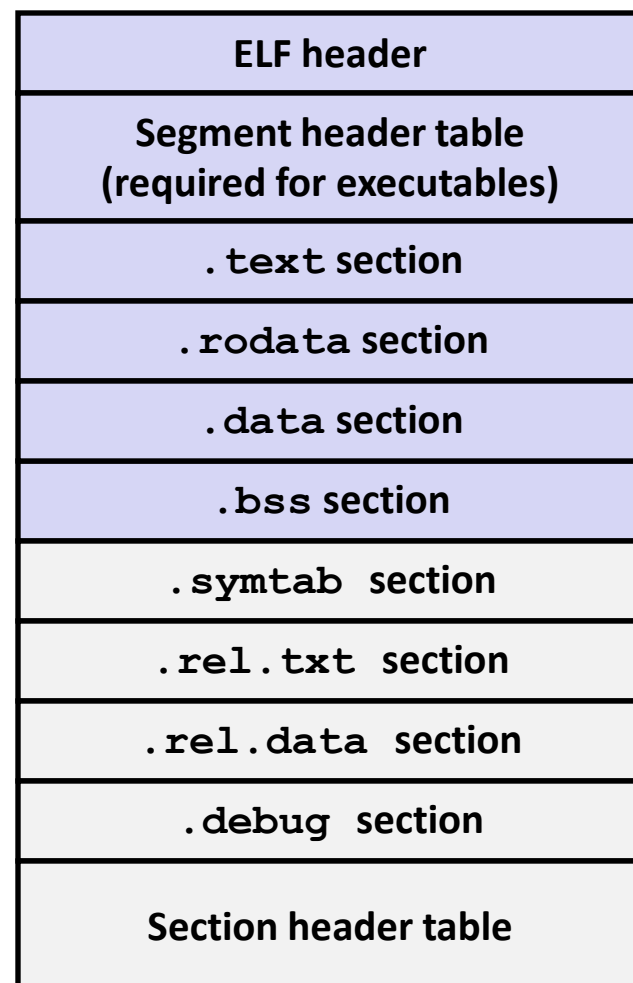 ELF header
Segment header table
(required for executables)
.text section
.rodata section
.data section
.bss section
.symtab section
.rel.txt section
.rel.data section
.debug section
Section header table